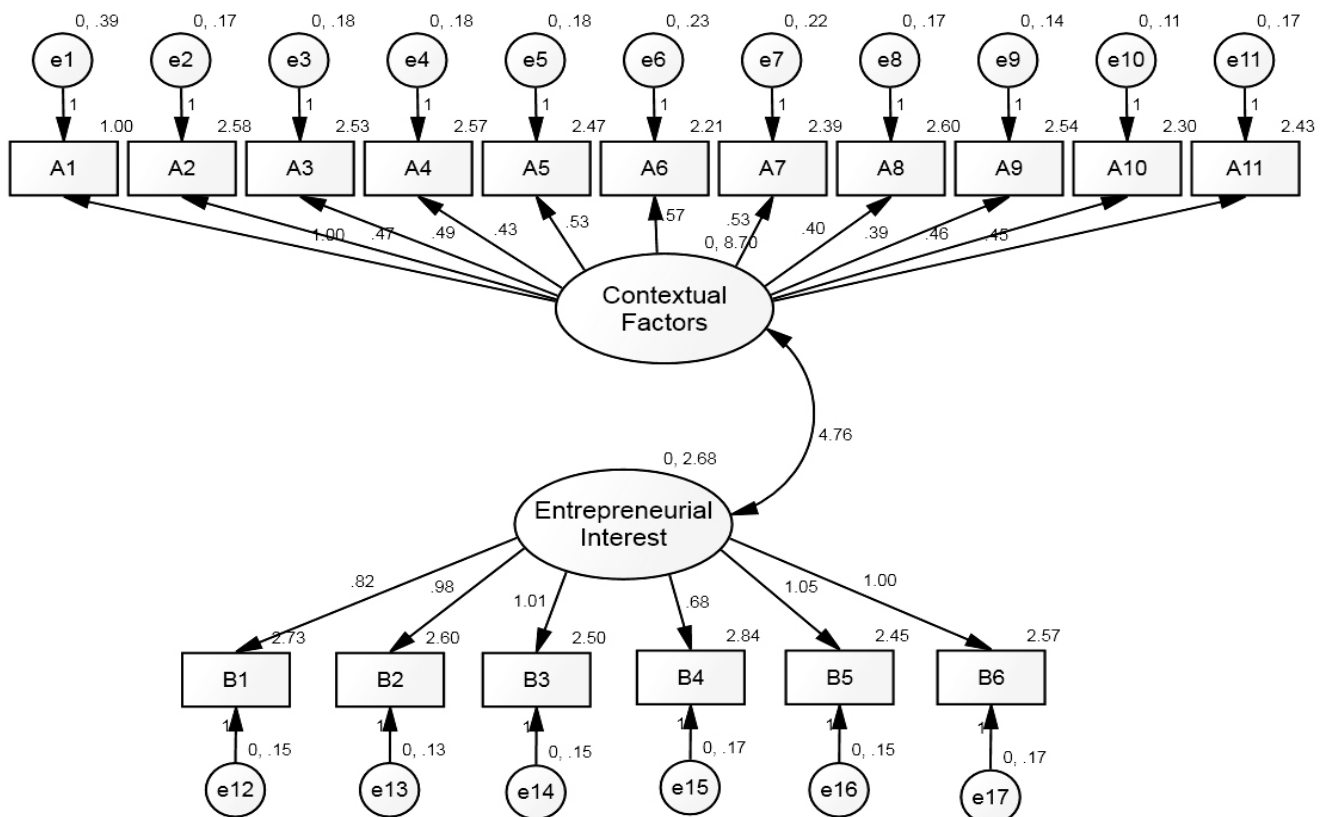 0, .39 0, .17 0, .18 0, .18 0, .18 0, .23 0, .22 0, .17 0, .14 0, .11 0, .17
e1 e2 e3 e4 e5 e6 e7 e8 e9 e10 e11
1 1 1 1 1 1 1 1 1 1 1
1.00 2.58 2.53 2.57 2.47 2.21 2.39 2.60 2.54 2.30 2.43
A1 A2 A3 A4 A5 A6 A7 A8 A9 A10 A11
1.00 .47 .49 .43 .53 .57 .53 .40 .39 .46 .45
0, 8.70
Contextual
Factors
4.76
0, 2.68
Entrepreneurial
Interest
.82 .98 1.01 .68 1.05 1.00
2.73 2.60 2.50 2.84 2.45 2.57
B1 B2 B3 B4 B5 B6
1 1 1 1 1 1
0, .15 0, .13 0, .15 0, .17 0, .15 0, .17
e12 e13 e14 e15 e16 e17